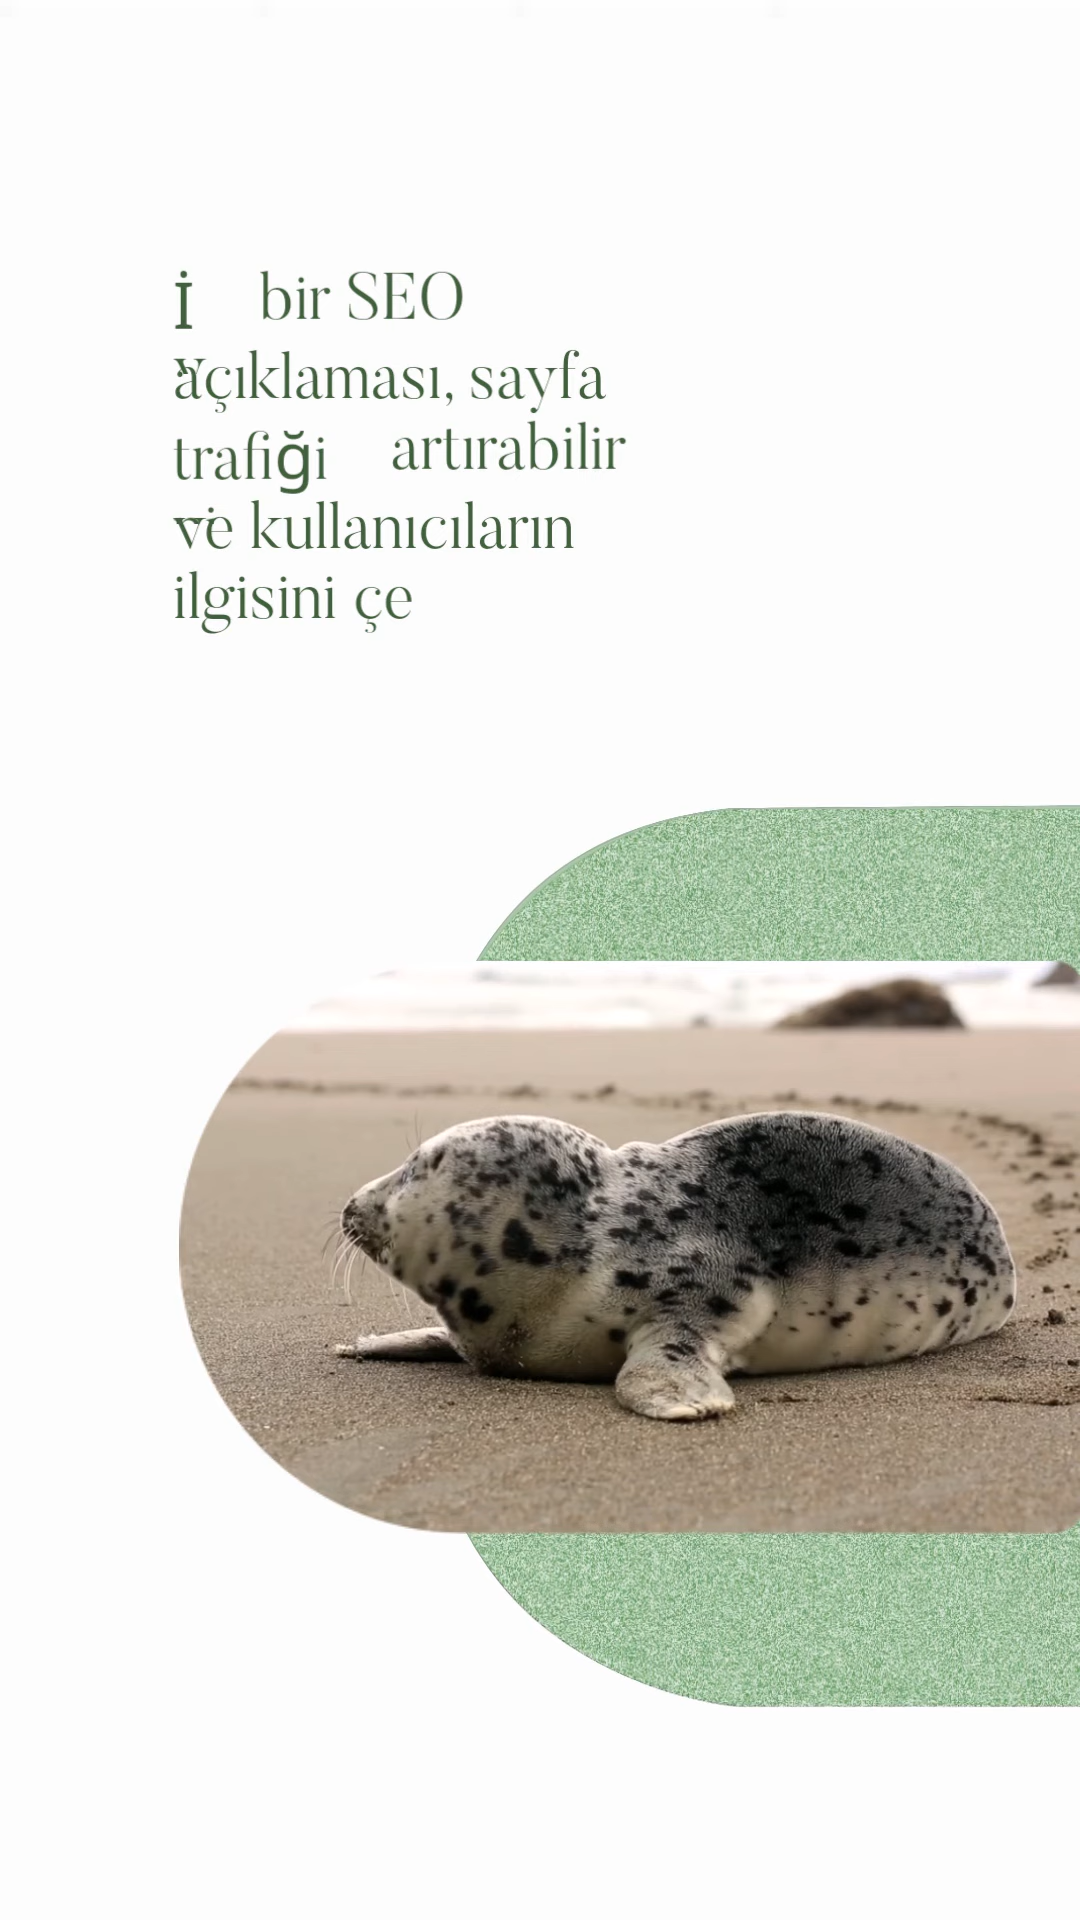 İ bir SEO
açıklaması, sayfa
trafiği artırabilir
ve kullanıcıların
ilgisini çe